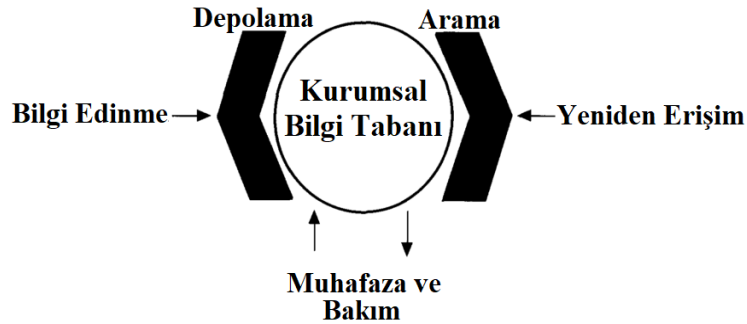 Depolama
Arama
Kurumsal
Bilgi Tabanı
Bilgi Edinme
Yeniden Erişim
Muhafaza ve
Bakım